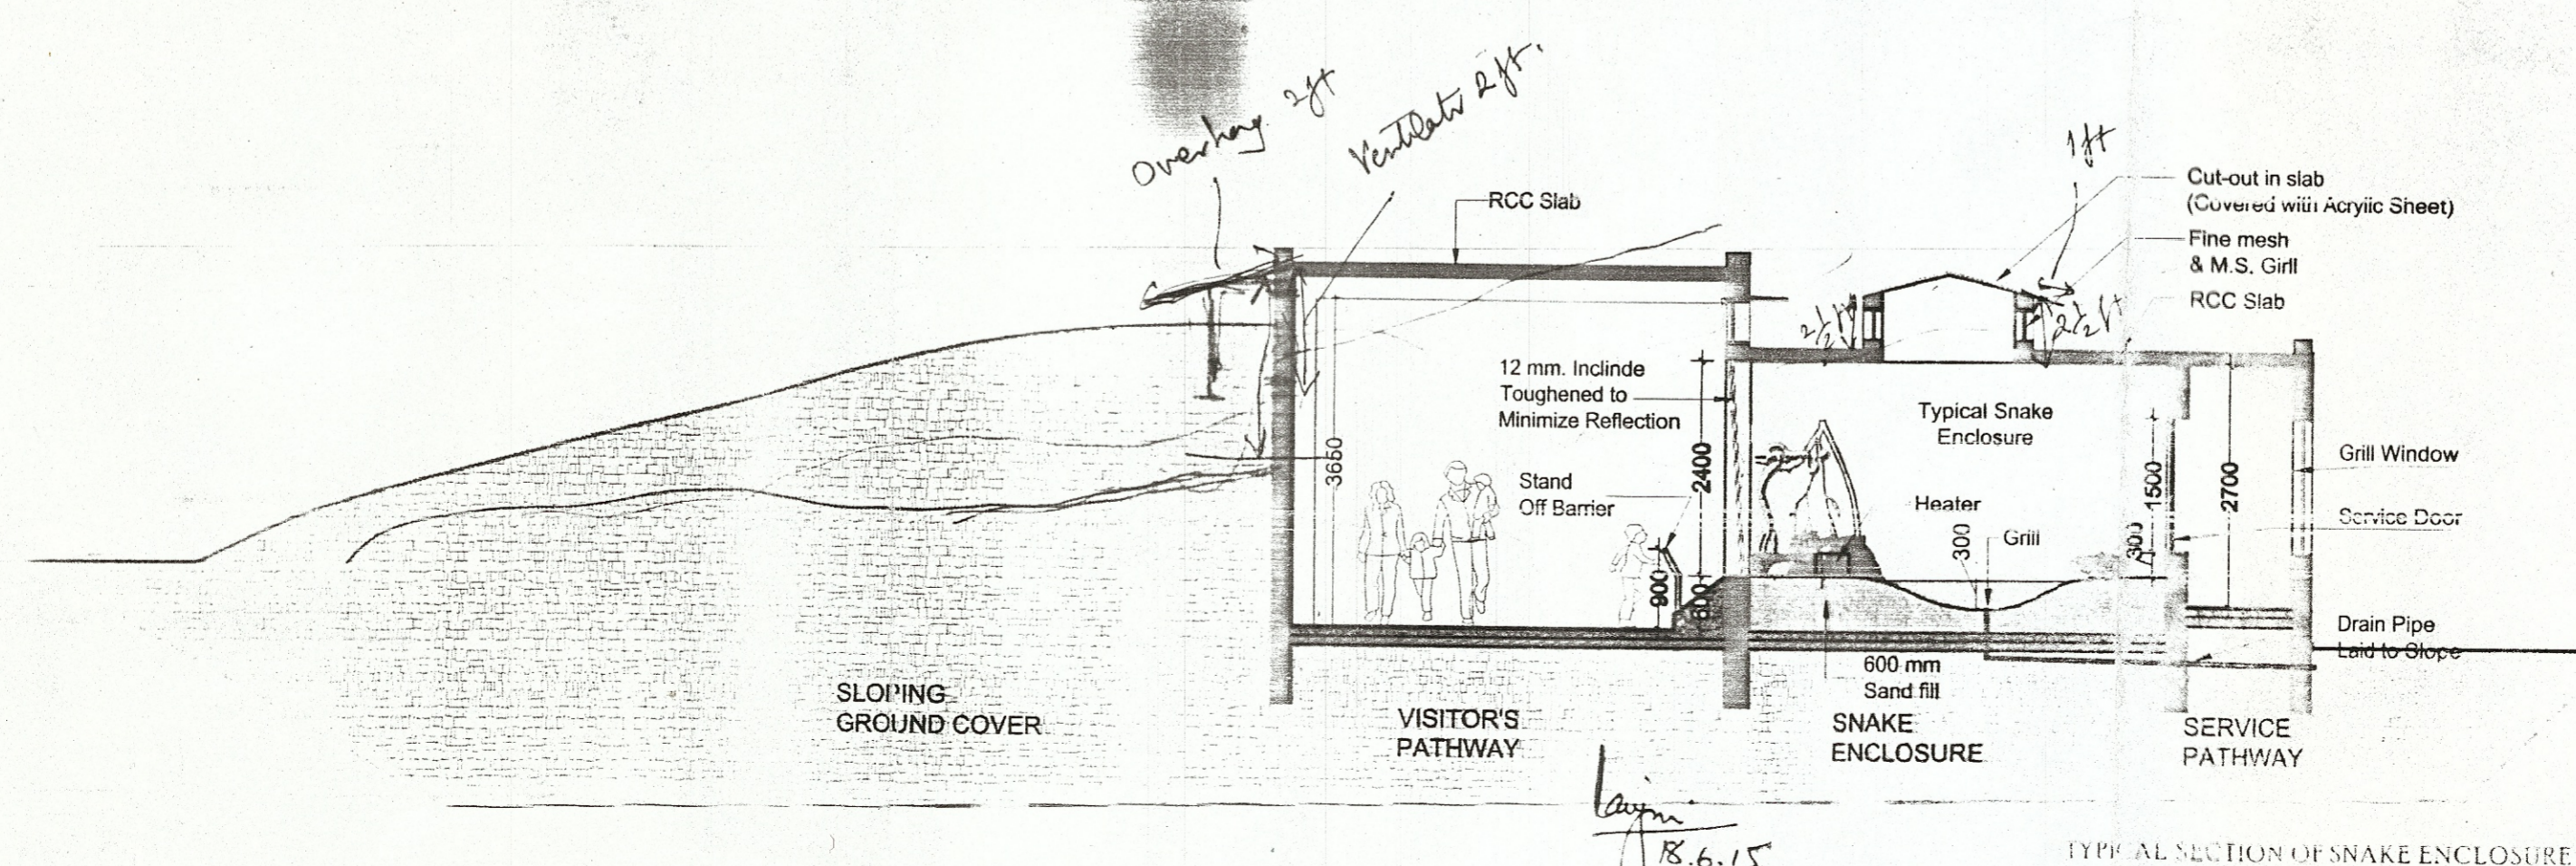 Overhang 2ft
Ventilator 2ft.
1ft
RCC Slab
Cut-out in slab
(Covered with Acrylic Sheet)
Fine mesh
& M.S. Girll
RCC Slab
2½ft
2½ft
12 mm. Inclinde
Toughened to
Minimize Reflection
Typical Snake
Enclosure
3650
2400
Stand
Off Barrier
1500
2700
Grill Window
Heater
300
Grill
300
Service Door
900
600
600 mm
Sand fill
Drain Pipe
Laid to Slope
SLOPING
GROUND COVER
VISITOR'S
PATHWAY
SNAKE
ENCLOSURE
SERVICE
PATHWAY
18.6.15
TYPICAL SECTION OF SNAKE ENCLOSURE